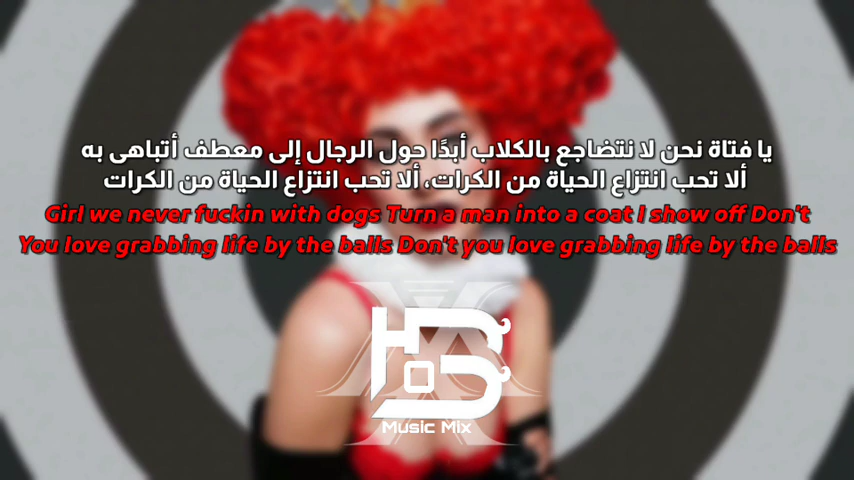 يا فتاة نحن لا نتضاجع بالكلاب أبدًا حول الرجال إلى معطف أتباهى به
ألا تحب انتزاع الحياة من الكرات، ألا تحب انتزاع الحياة من الكرات
Girl we never fuckin with dogs Turn a man into a coat I show off Don't
You love grabbing life by the balls Don't you love grabbing life by the balls
HoB
Music Mix